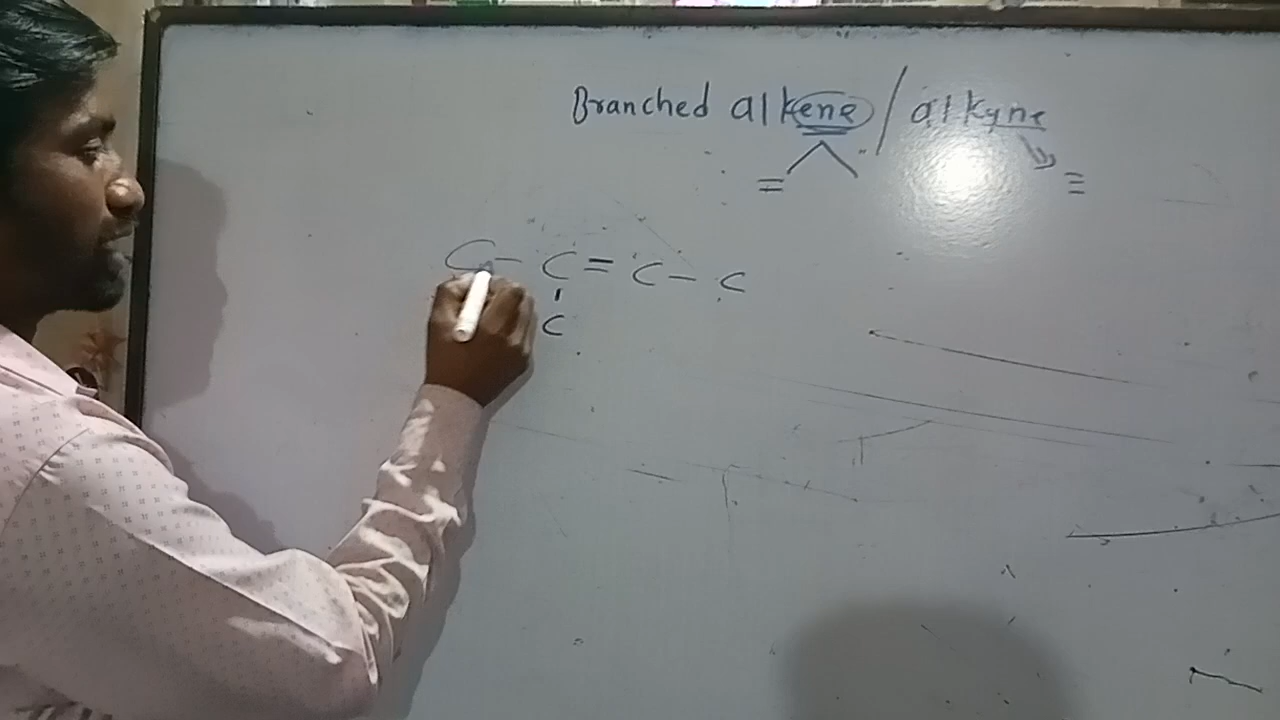 Branched alkene / alkyne
= ≡
C - C = C - C
C